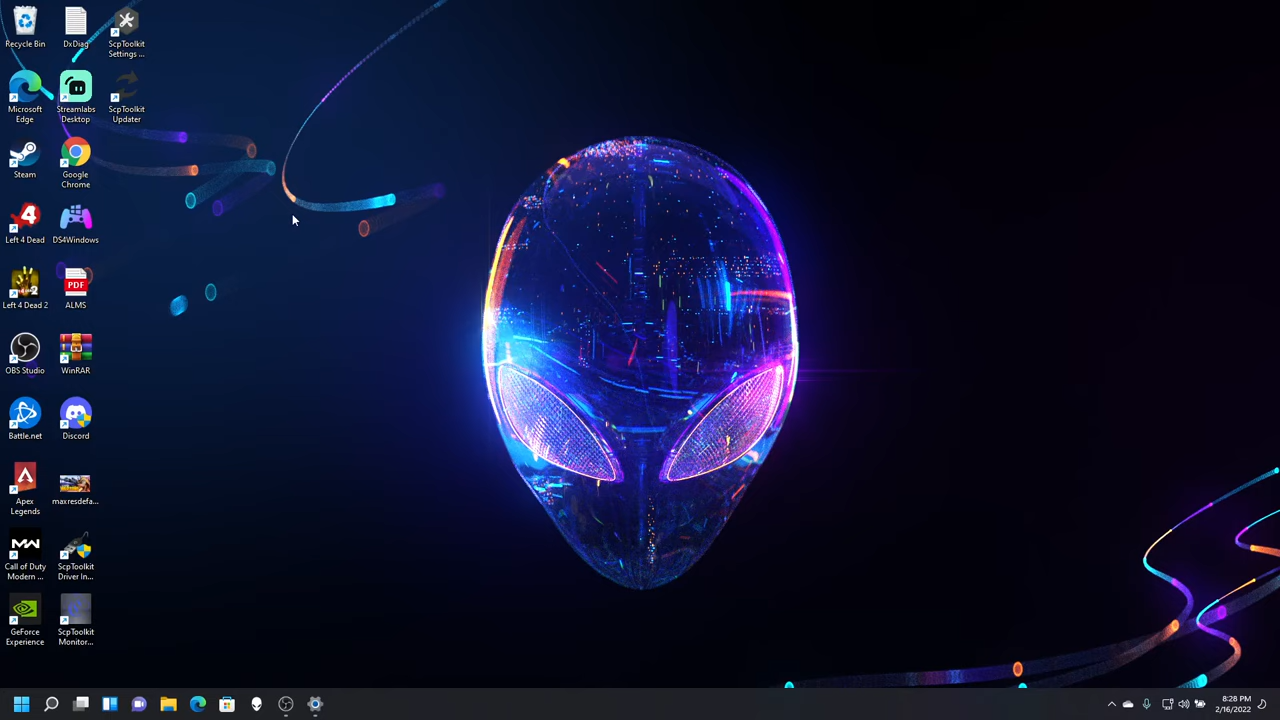 Recycle Bin
DxDiag
ScpToolkit
Settings ...
Microsoft
Edge
Streamlabs
Desktop
ScpToolkit
Updater
Steam
Google
Chrome
4
Left 4 Dead
DS4Windows
2
Left 4 Dead 2
PDF
ALMS
OBS Studio
WinRAR
Battle.net
Discord
Apex
Legends
maxresdefa...
MW
Call of Duty
Modern ...
ScpToolkit
Driver In...
GeForce
Experience
ScpToolkit
Monitor...
8:28 PM
2/16/2022